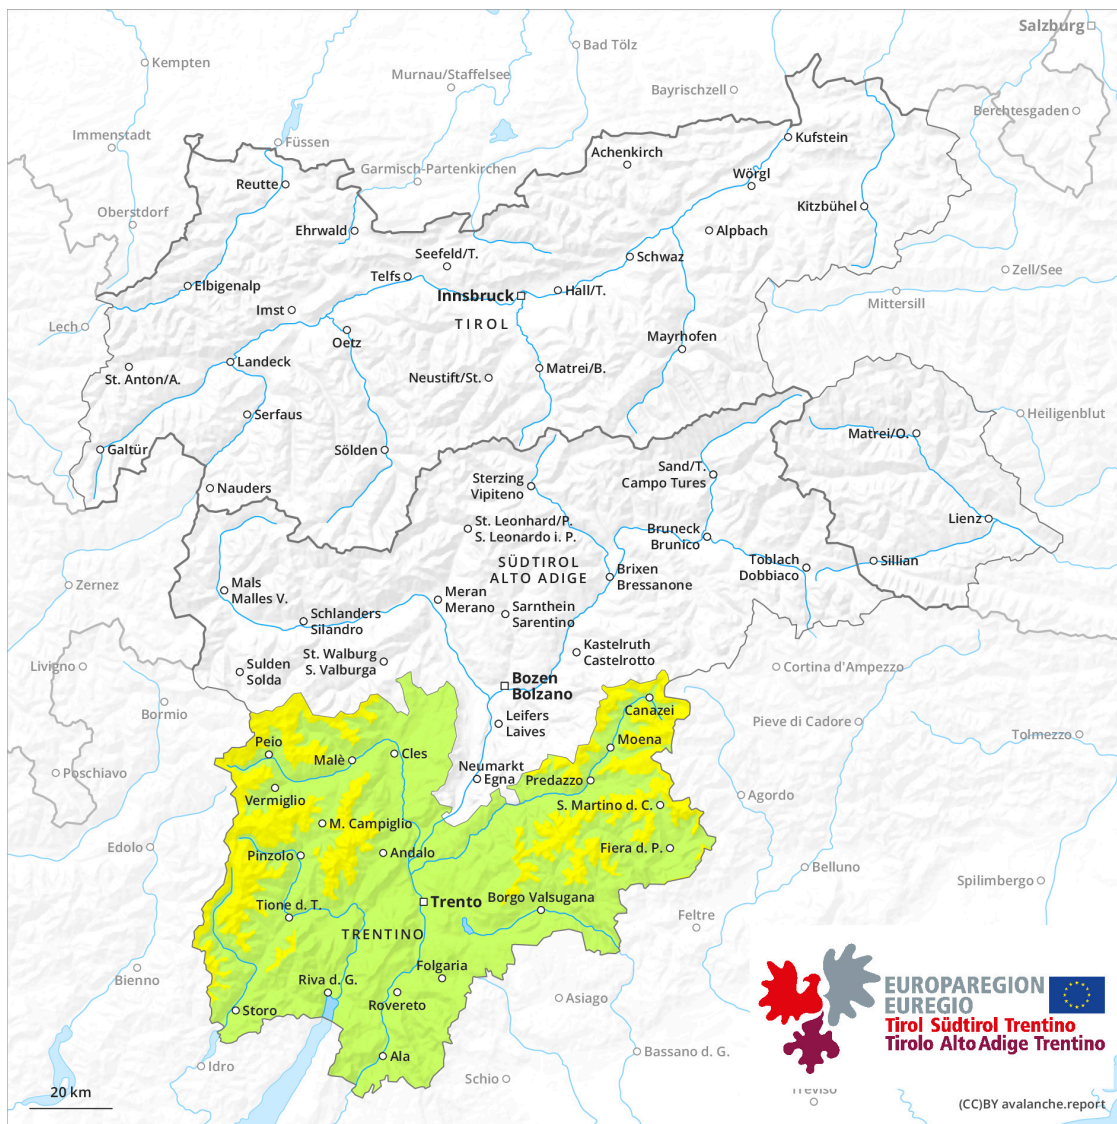 Salzburg
Kempten
Bad Tölz
Murnau/Staffelsee
Bayrischzell
Berchtesgaden
Immenstadt
Füssen
Kufstein
Achenkirch
Garmisch-Partenkirchen
Wörgl
Reutte
Kitzbühel
Oberstdorf
Ehrwald
Alpbach
Seefeld/T.
Schwaz
Telfs
Zell/See
Elbigenalp
Innsbruck
Hall/T.
Mittersill
Imst
TIROL
Lech
Oetz
Mayrhofen
Landeck
Matrei/B.
St. Anton/A.
Neustift/St.
Serfaus
Heiligenblut
Matrei/O.
Galtür
Sölden
Sand/T.
Campo Tures
Sterzing
Vipiteno
Nauders
St. Leonhard/P.
S. Leonardo i. P.
Lienz
Bruneck
Brunico
SÜDTIROL
ALTO ADIGE
Toblach
Dobbiaco
Sillian
Brixen
Bressanone
Zernez
Mals
Malles V.
Meran
Merano
Sarnthein
Sarentino
Schlanders
Silandro
Kastelruth
Castelrotto
St. Walburg
S. Valburga
Livigno
Sulden
Solda
Cortina d'Ampezzo
Bozen
Bolzano
Canazei
Bormio
Leifers
Laives
Pieve di Cadore
Tolmezzo
Peio
Moena
Cles
Malè
Neumarkt
Egna
Poschiavo
Predazzo
Vermiglio
S. Martino d. C.
Agordo
M. Campiglio
Edolo
Pinzolo
Andalo
Fiera d. P.
Belluno
Spilimbergo
Tione d. T.
Trento
Borgo Valsugana
Feltre
TRENTINO
Folgaria
Bienno
Riva d. G.
Rovereto
Asiago
Storo
EUROPAREGION
EUREGIO
Tirol Südtirol Trentino
Tirolo Alto Adige Trentino
Ala
Bassano d. G.
Idro
Schio
Treviso
20 km
(CC)BY avalanche.report